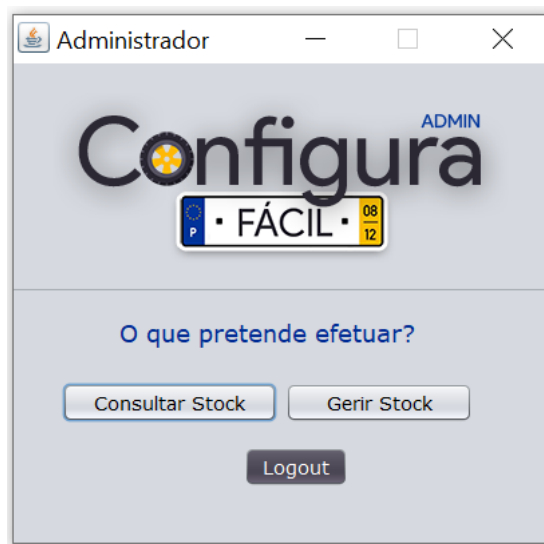 Administrador
ADMIN
Configura
P · FÁCIL · 08
12
O que pretende efetuar?
Consultar Stock Gerir Stock
Logout